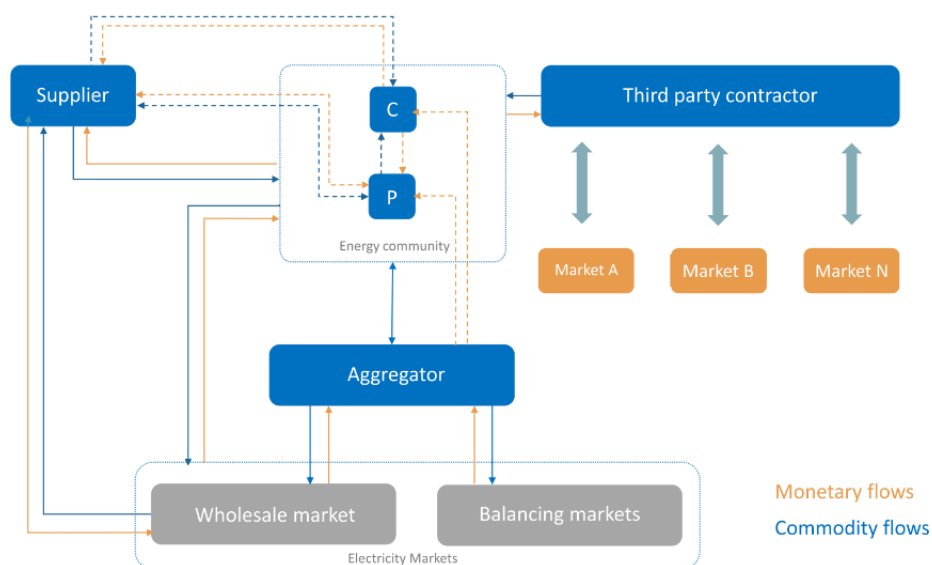 Supplier
C
Third party contractor
P
Energy community
Market A
Market B
Market N
Aggregator
Wholesale market
Balancing markets
Monetary flows
Commodity flows
Electricity Markets